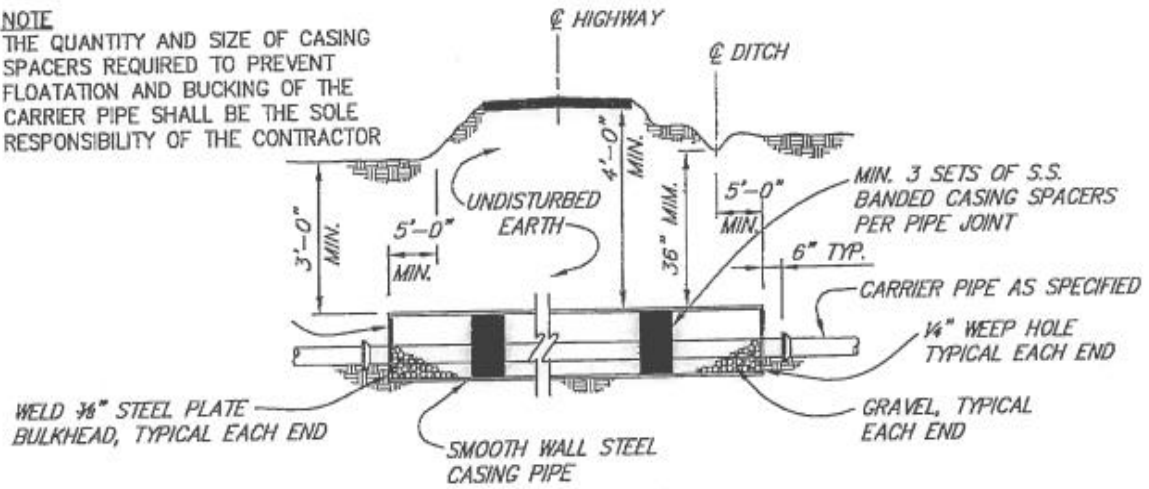 NOTE
THE QUANTITY AND SIZE OF CASING
SPACERS REQUIRED TO PREVENT
FLOATATION AND BUCKING OF THE
CARRIER PIPE SHALL BE THE SOLE
RESPONSIBILITY OF THE CONTRACTOR
℄ HIGHWAY
℄ DITCH
3'-0"
MIN.
5'-0"
MIN.
UNDISTURBED
EARTH
4'-0"
MIN.
36" MIM.
5'-0"
MIN.
6" TYP.
MIN. 3 SETS OF S.S.
BANDED CASING SPACERS
PER PIPE JOINT
CARRIER PIPE AS SPECIFIED
¼" WEEP HOLE
TYPICAL EACH END
GRAVEL, TYPICAL
EACH END
WELD STEEL PLATE
BULKHEAD, TYPICAL EACH END
SMOOTH WALL STEEL
CASING PIPE